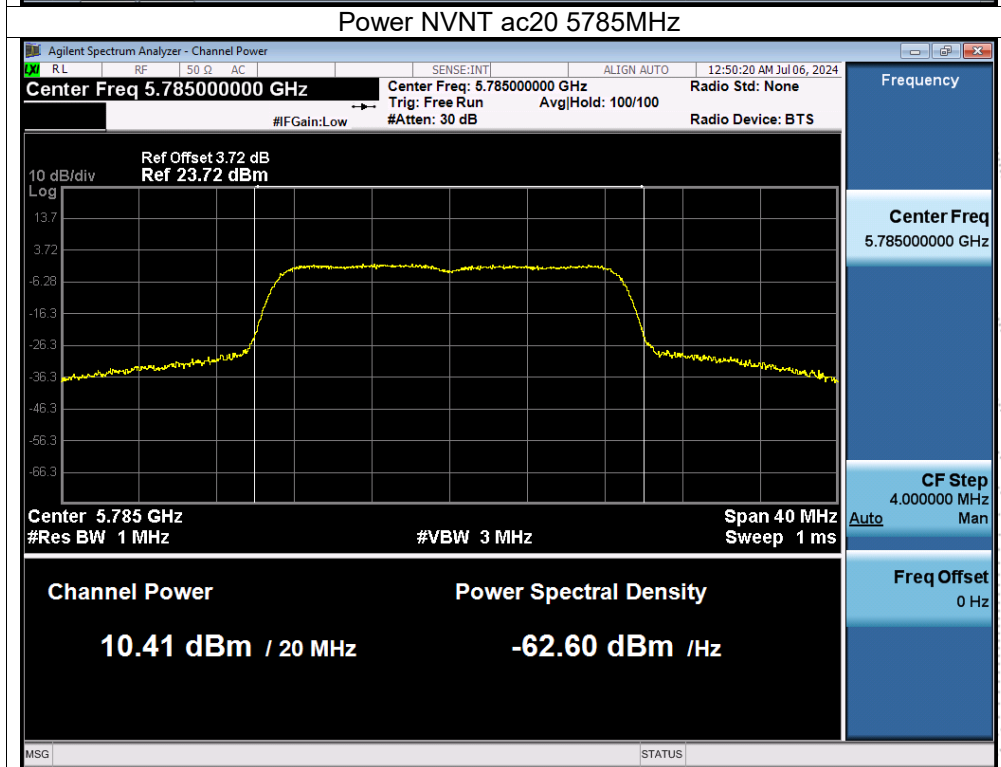 Power NVNT ac20 5785MHz
Agilent Spectrum Analyzer - Channel Power
LXI RL RF 50 Ω AC SENSE:INT ALIGN AUTO 12:50:20 AM Jul 06, 2024
Center Freq 5.785000000 GHz
Center Freq: 5.785000000 GHz Radio Std: None
Trig: Free Run Avg|Hold: 100/100
#IFGain:Low #Atten: 30 dB Radio Device: BTS
Ref Offset 3.72 dB
10 dB/div Ref 23.72 dBm
Log
13.7
3.72
-6.28
-16.3
-26.3
-36.3
-46.3
-56.3
-66.3
Center 5.785 GHz Span 40 MHz
#Res BW 1 MHz #VBW 3 MHz Sweep 1 ms
Channel Power Power Spectral Density
10.41 dBm / 20 MHz -62.60 dBm /Hz
MSG STATUS
Frequency
Center Freq
5.785000000 GHz
CF Step
4.000000 MHz
Auto Man
Freq Offset
0 Hz